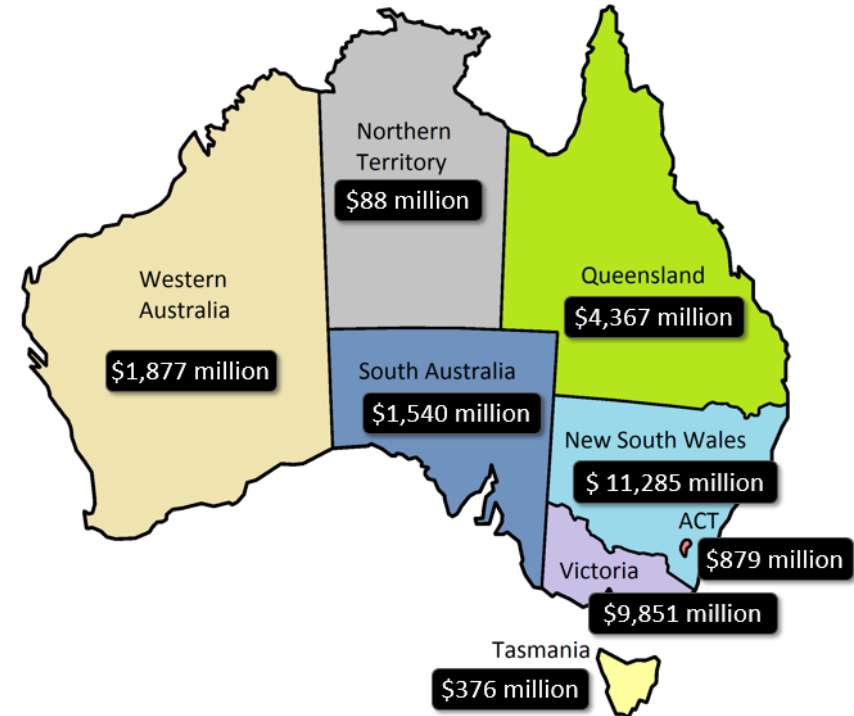 Northern
Territory
$88 million
Western
Australia
$1,877 million
Queensland
$4,367 million
South Australia
$1,540 million
New South Wales
$ 11,285 million
ACT
$879 million
Victoria
$9,851 million
Tasmania
$376 million